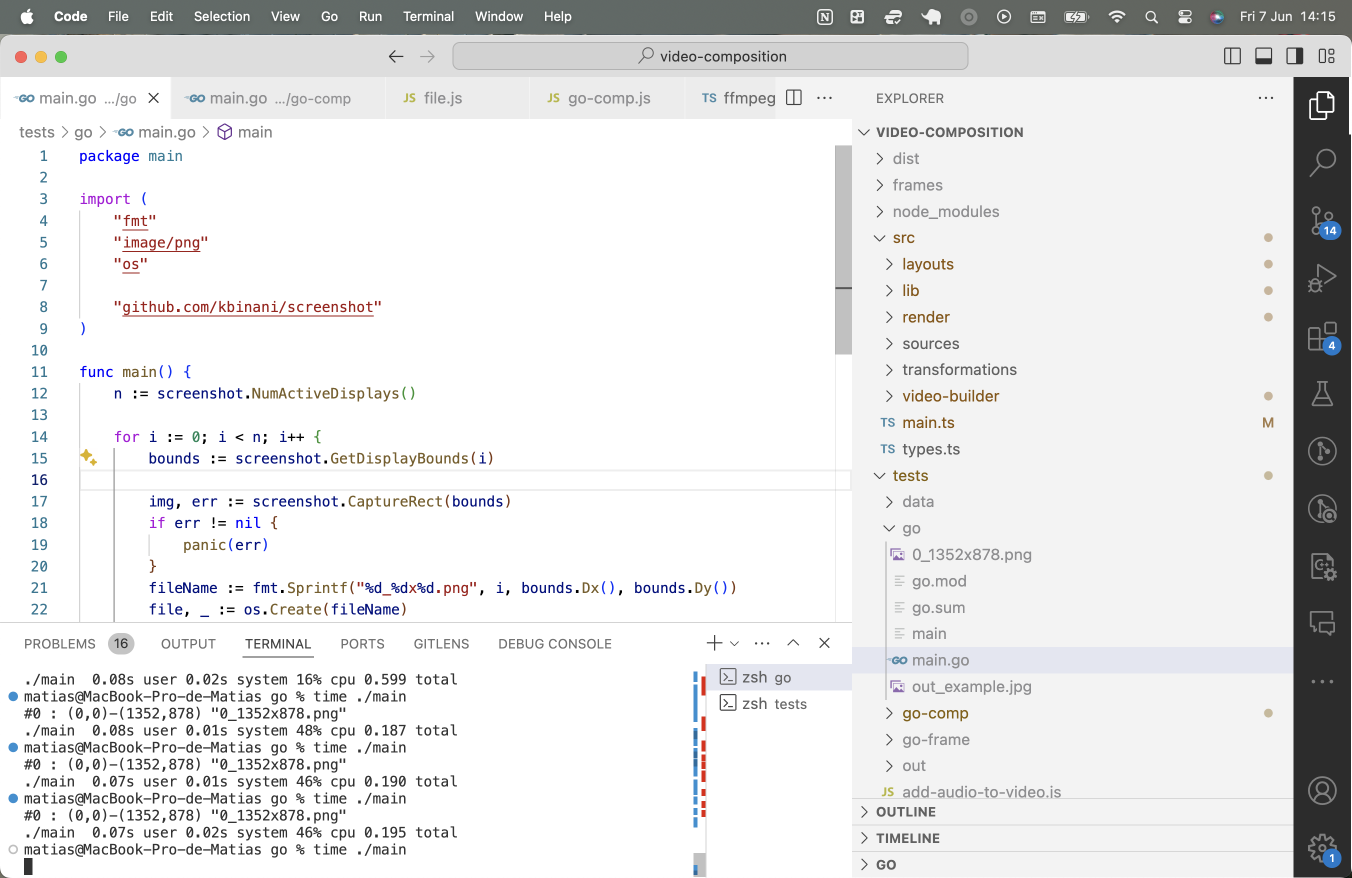 Code File Edit Selection View Go Run Terminal Window Help Fri 7 Jun 14:15
video-composition
main.go .../go main.go .../go-comp JS file.js JS go-comp.js TS ffmpeg
tests > go > main.go > main
1 package main
2
3 import (
4 "fmt"
5 "image/png"
6 "os"
7
8 "github.com/kbinani/screenshot"
9 )
10
11 func main() {
12 n := screenshot.NumActiveDisplays()
13
14 for i := 0; i < n; i++ {
15 bounds := screenshot.GetDisplayBounds(i)
16
17 img, err := screenshot.CaptureRect(bounds)
18 if err != nil {
19 panic(err)
20 }
21 fileName := fmt.Sprintf("%d_%dx%d.png", i, bounds.Dx(), bounds.Dy())
22 file, _ := os.Create(fileName)
PROBLEMS 16 OUTPUT TERMINAL PORTS GITLENS DEBUG CONSOLE
./main 0.08s user 0.02s system 16% cpu 0.599 total
matias@MacBook-Pro-de-Matias go % time ./main
#0 : (0,0)-(1352,878) "0_1352x878.png"
./main 0.08s user 0.01s system 48% cpu 0.187 total
matias@MacBook-Pro-de-Matias go % time ./main
#0 : (0,0)-(1352,878) "0_1352x878.png"
./main 0.07s user 0.01s system 46% cpu 0.190 total
matias@MacBook-Pro-de-Matias go % time ./main
#0 : (0,0)-(1352,878) "0_1352x878.png"
./main 0.07s user 0.02s system 46% cpu 0.195 total
matias@MacBook-Pro-de-Matias go % time ./main
zsh go
zsh tests
EXPLORER
VIDEO-COMPOSITION
dist
frames
node_modules
src
layouts
lib
render
sources
transformations
video-builder
TS main.ts M
TS types.ts
tests
data
go
0_1352x878.png
go.mod
go.sum
main
main.go
out_example.jpg
go-comp
go-frame
out
JS add-audio-to-video.js
OUTLINE
TIMELINE
GO
14
4
1